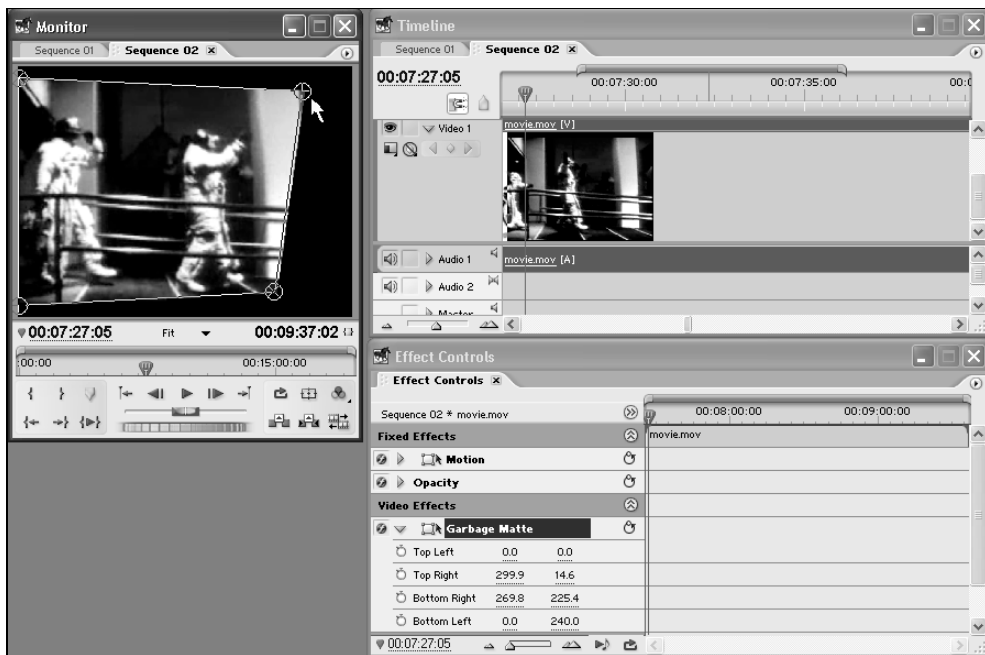 Monitor
Sequence 01 Sequence 02
00:07:27:05 Fit 00:09:37:02
:00:00 00:15:00:00
Timeline
Sequence 01 Sequence 02
00:07:27:05 00:07:30:00 00:07:35:00 00:0
Video 1 movie.mov [V]
Audio 1 movie.mov [A]
Audio 2
Master
Effect Controls
Effect Controls
Sequence 02 * movie.mov 00:08:00:00 00:09:00:00
Fixed Effects movie.mov
Motion
Opacity
Video Effects
Garbage Matte
Top Left 0.0 0.0
Top Right 299.9 14.6
Bottom Right 269.8 225.4
Bottom Left 0.0 240.0
00:07:27:05